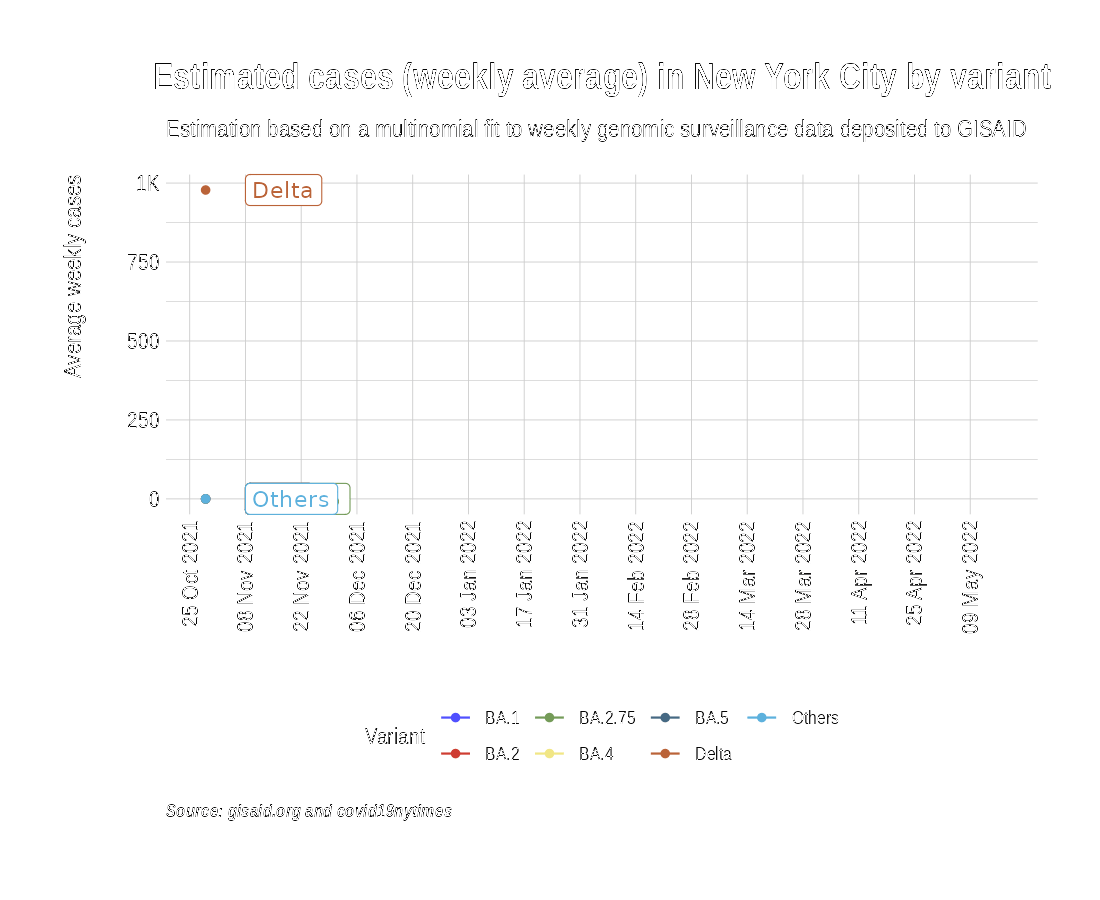 Estimated cases (weekly average) in New York City by variant
Estimation based on a multinomial fit to weekly genomic surveillance data deposited to GISAID
Average weekly cases
1K
750
500
250
0
Delta
Others
25 Oct 2021
08 Nov 2021
22 Nov 2021
06 Dec 2021
20 Dec 2021
03 Jan 2022
17 Jan 2022
31 Jan 2022
14 Feb 2022
28 Feb 2022
14 Mar 2022
28 Mar 2022
11 Apr 2022
25 Apr 2022
09 May 2022
Variant
BA.1
BA.2.75
BA.5
Others
BA.2
BA.4
Delta
Source: gisaid.org and covid19nytimes